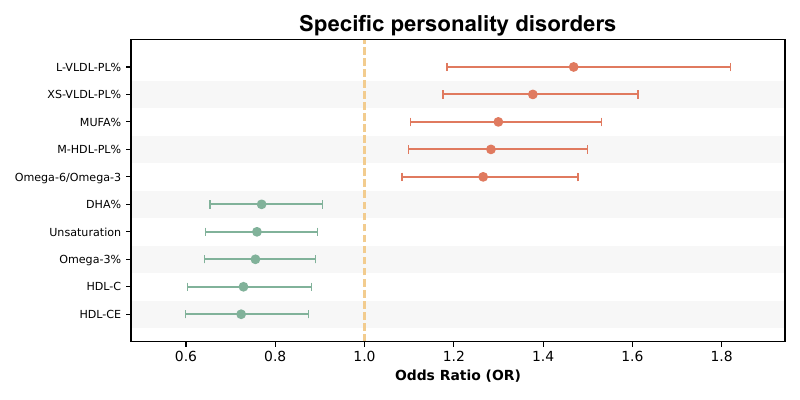 Specific personality disorders
L-VLDL-PL%
XS-VLDL-PL%
MUFA%
M-HDL-PL%
Omega-6/Omega-3
DHA%
Unsaturation
Omega-3%
HDL-C
HDL-CE
0.6 0.8 1.0 1.2 1.4 1.6 1.8
Odds Ratio (OR)